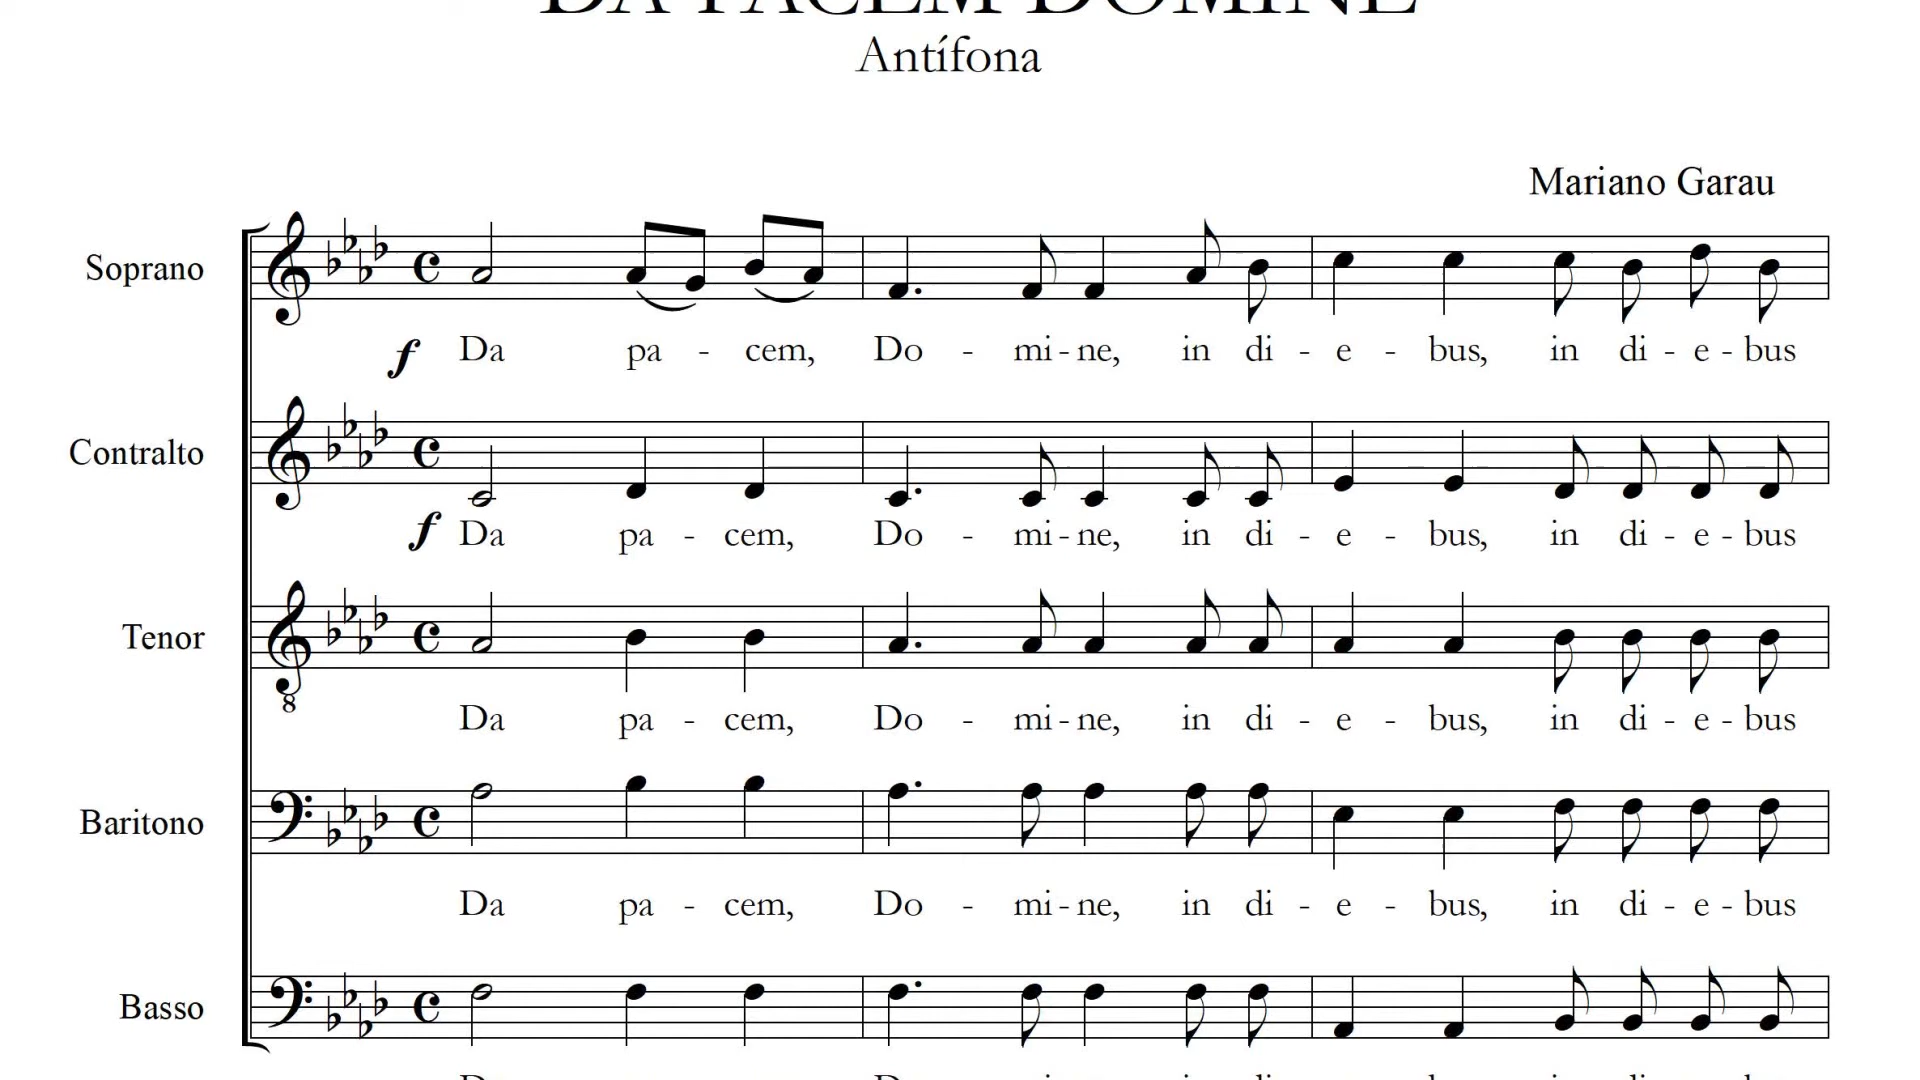 DA PACEM DOMINE
Antífona
Mariano Garau
Soprano
f Da pa - cem, Do - mi - ne, in di - e - bus, in di - e - bus
Contralto
f Da pa - cem, Do - mi - ne, in di - e - bus, in di - e - bus
Tenor
8
Da pa - cem, Do - mi - ne, in di - e - bus, in di - e - bus
Baritono
Da pa - cem, Do - mi - ne, in di - e - bus, in di - e - bus
Basso